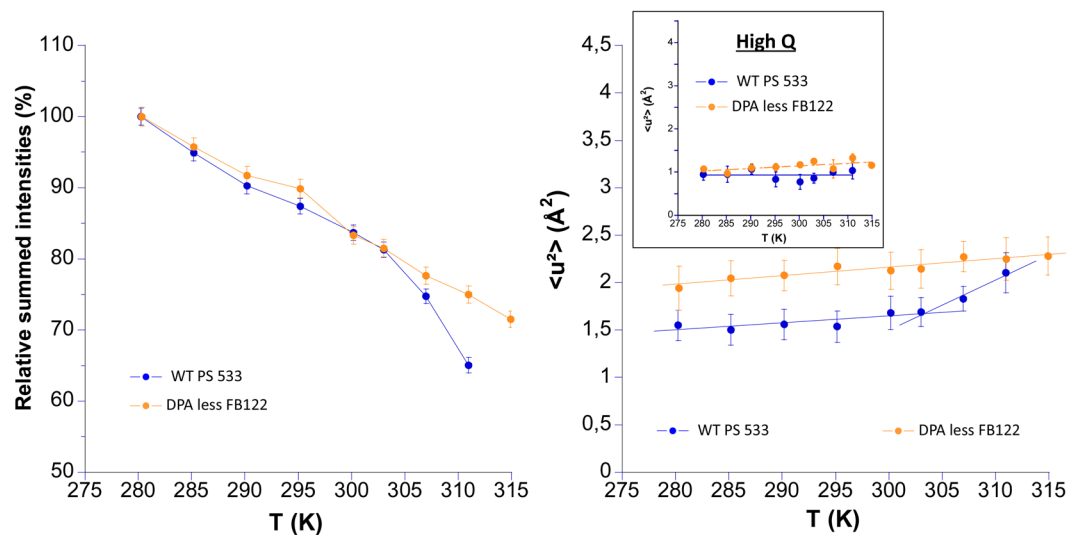 Relative summed intensities (%)
110
100
90
80
70
60
50
275 280 285 290 295 300 305 310 315
T (K)
WT PS 533
DPA less FB122
<u²> (Å²)
4,5
4
3,5
3
2,5
2
1,5
1
0,5
0
275 280 285 290 295 300 305 310 315
T (K)
WT PS 533
DPA less FB122
High Q
WT PS 533
DPA less FB122
<u²> (Å²)
4
3
2
1
0
275 280 285 290 295 300 305 310 315
T (K)